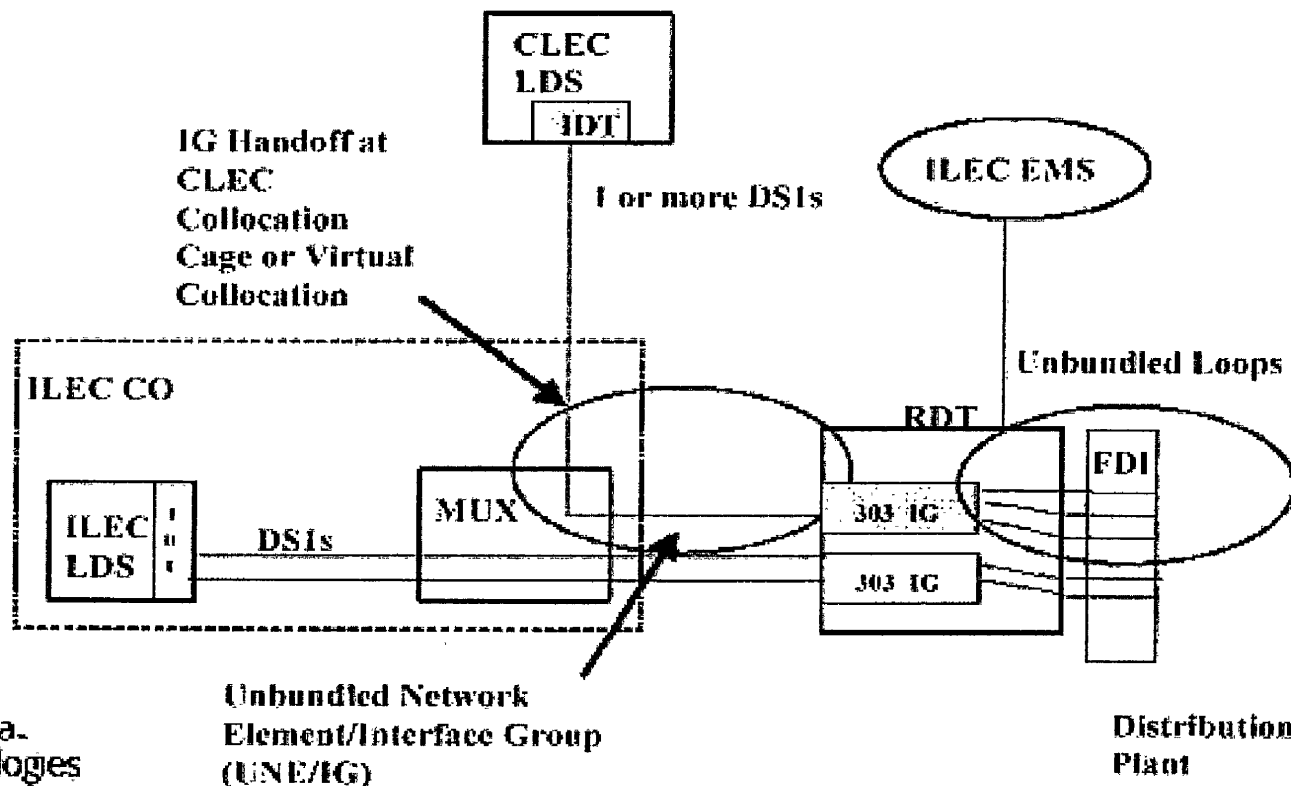 CLEC
LDS
IDT
IG Handoff at
CLEC
Collocation
Cage or Virtual
Collocation
1 or more DS1s
ILEC EMS
Unbundled Loops
ILEC CO
RDT
FDI
MUX
303 IG
ILEC
LDS
DS1s
303 IG
Unbundled Network
Element/Interface Group
(UNE/IG)
Distribution
Plant
a-
logies